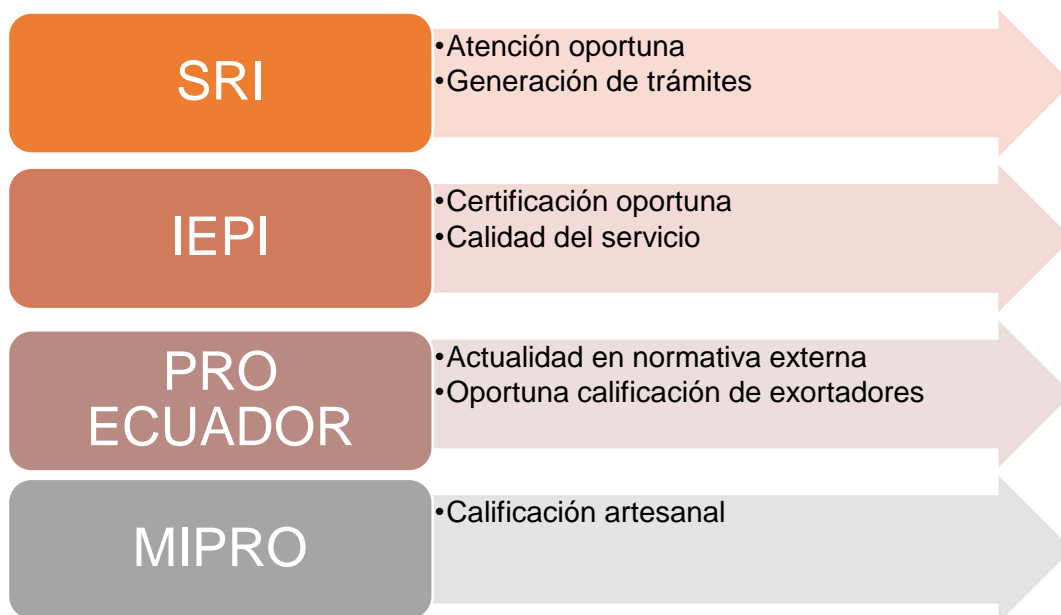 SRI
•Atención oportuna
•Generación de trámites
IEPI
•Certificación oportuna
•Calidad del servicio
PRO
ECUADOR
•Actualidad en normativa externa
•Oportuna calificación de exortadores
MIPRO
•Calificación artesanal